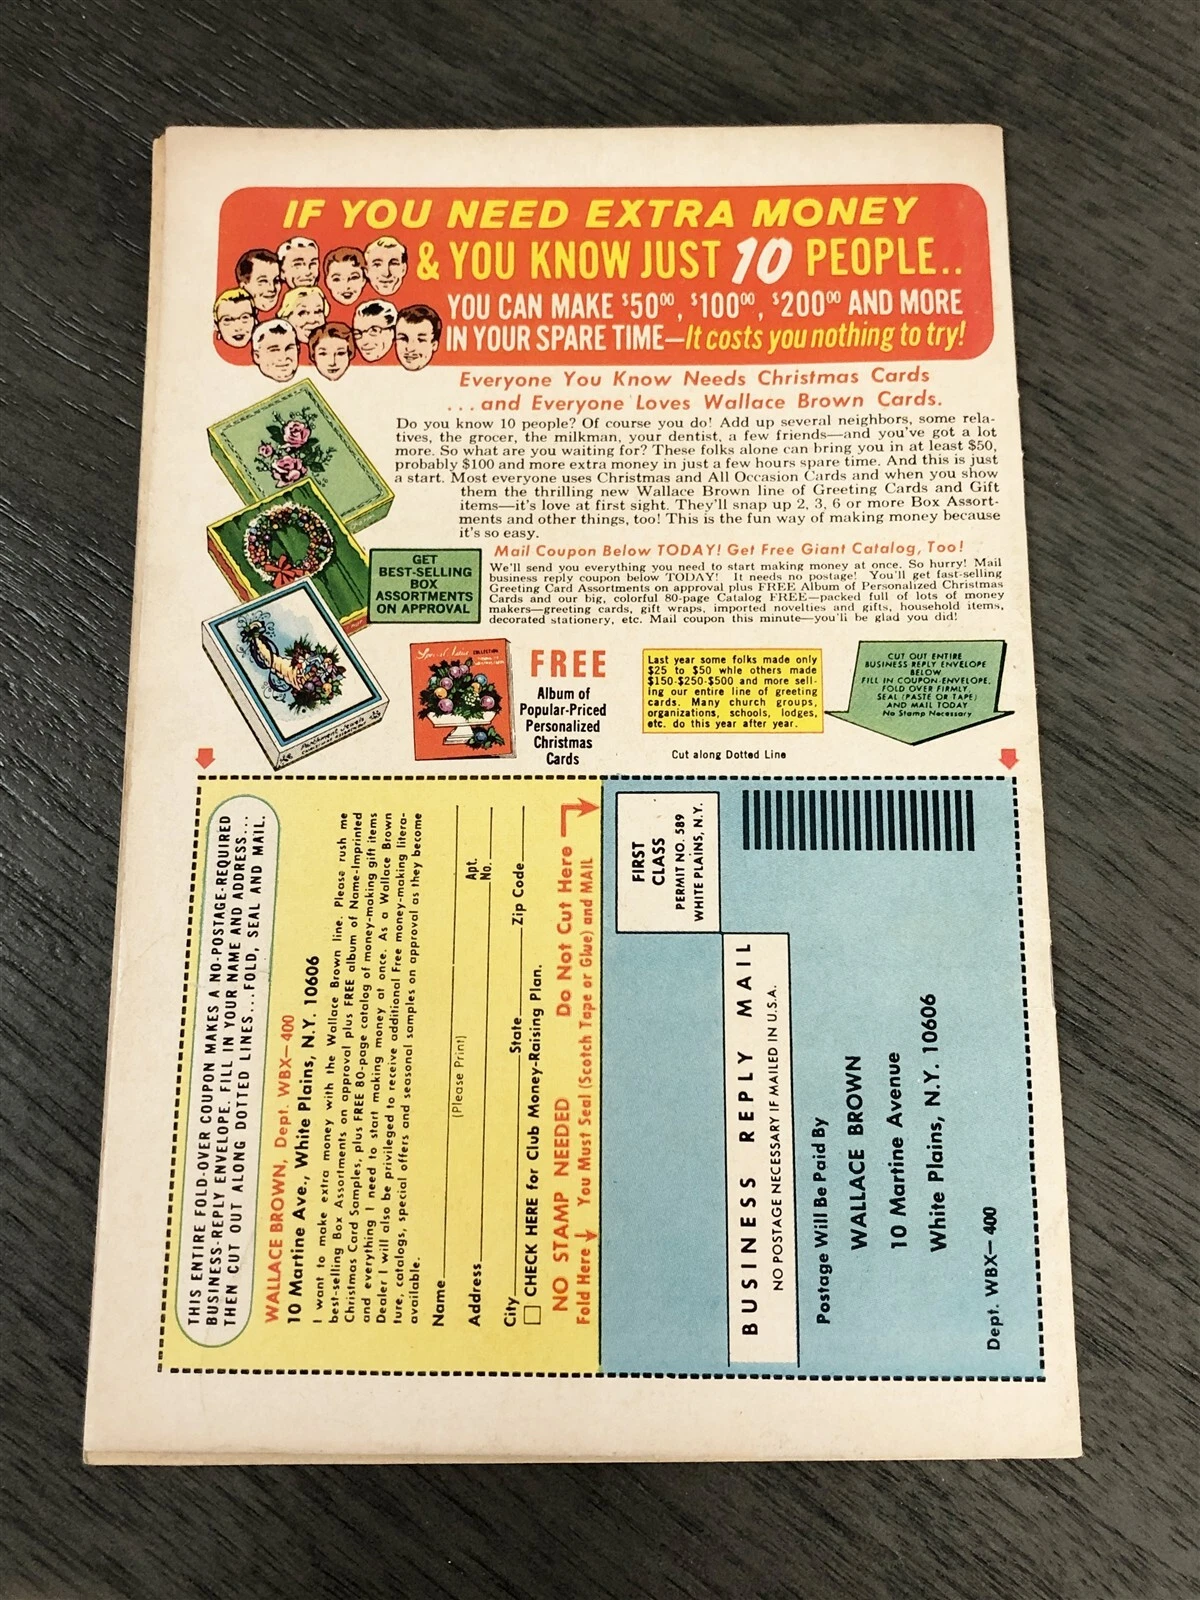 IF YOU NEED EXTRA MONEY
& YOU KNOW JUST 10 PEOPLE..
YOU CAN MAKE $50⁰⁰, $100⁰⁰, $200⁰⁰ AND MORE
IN YOUR SPARE TIME—It costs you nothing to try!
Everyone You Know Needs Christmas Cards
...and Everyone Loves Wallace Brown Cards.
Do you know 10 people? Of course you do! Add up several neighbors, some rela-
tives, the grocer, the milkman, your dentist, a few friends—and you've got a lot
more. So what are you waiting for? These folks alone can bring you in at least $50,
probably $100 and more extra money in just a few hours spare time. And this is just
a start. Most everyone uses Christmas and All Occasion Cards and when you show
them the thrilling new Wallace Brown line of Greeting Cards and Gift
items—it's love at first sight. They'll snap up 2, 3, 6 or more Box Assort-
ments and other things, too! This is the fun way of making money because
it's so easy.
GET
BEST-SELLING
BOX
ASSORTMENTS
ON APPROVAL
Mail Coupon Below TODAY! Get Free Giant Catalog, Too!
We'll send you everything you need to start making money at once. So hurry! Mail
business reply coupon below TODAY! It needs no postage! You'll get fast-selling
Greeting Card Assortments on approval plus FREE Album of Personalized Christmas
Cards and our big, colorful 80-page Catalog FREE—packed full of lots of money
makers—greeting cards, gift wraps, imported novelties and gifts, household items,
decorated stationery, etc. Mail coupon this minute—you'll be glad you did!
FREE
Album of
Popular-Priced
Personalized
Christmas
Cards
Last year some folks made only
$25 to $50 while others made
$150-$250-$500 and more sell-
ing our entire line of greeting
cards. Many church groups,
organizations, schools, lodges,
etc. do this year after year.
CUT OUT ENTIRE
BUSINESS REPLY ENVELOPE
BELOW
FILL IN COUPON-ENVELOPE,
FOLD OVER FIRMLY,
SEAL (PASTE OR TAPE)
AND MAIL TODAY
No Stamp Necessary
Cut along Dotted Line
THIS ENTIRE FOLD-OVER COUPON MAKES A NO-POSTAGE-REQUIRED
BUSINESS-REPLY ENVELOPE. FILL IN YOUR NAME AND ADDRESS...
THEN CUT OUT ALONG DOTTED LINES...FOLD, SEAL AND MAIL.
WALLACE BROWN, Dept. WBX—400
10 Martine Ave., White Plains, N.Y. 10606
I want to make extra money with the Wallace Brown line. Please rush me
best-selling Box Assortments on approval plus FREE album of Name-Imprinted
Christmas Card Samples, plus FREE 80-page catalog of money-making gift items
and everything I need to start making money at once. As a Wallace Brown
Dealer I will also be privileged to receive additional Free money-making litera-
ture, catalogs, special offers and seasonal samples on approval as they become
available.
Name
(Please Print)
Address Apt. No.
City State Zip Code
CHECK HERE for Club Money-Raising Plan.
NO STAMP NEEDED Do Not Cut Here
Fold Here You Must Seal (Scotch Tape or Glue) and MAIL
FIRST
CLASS
PERMIT NO. 589
WHITE PLAINS, N.Y.
BUSINESS REPLY MAIL
NO POSTAGE NECESSARY IF MAILED IN U.S.A.
Postage Will Be Paid By
WALLACE BROWN
10 Martine Avenue
White Plains, N.Y. 10606
Dept. WBX—400